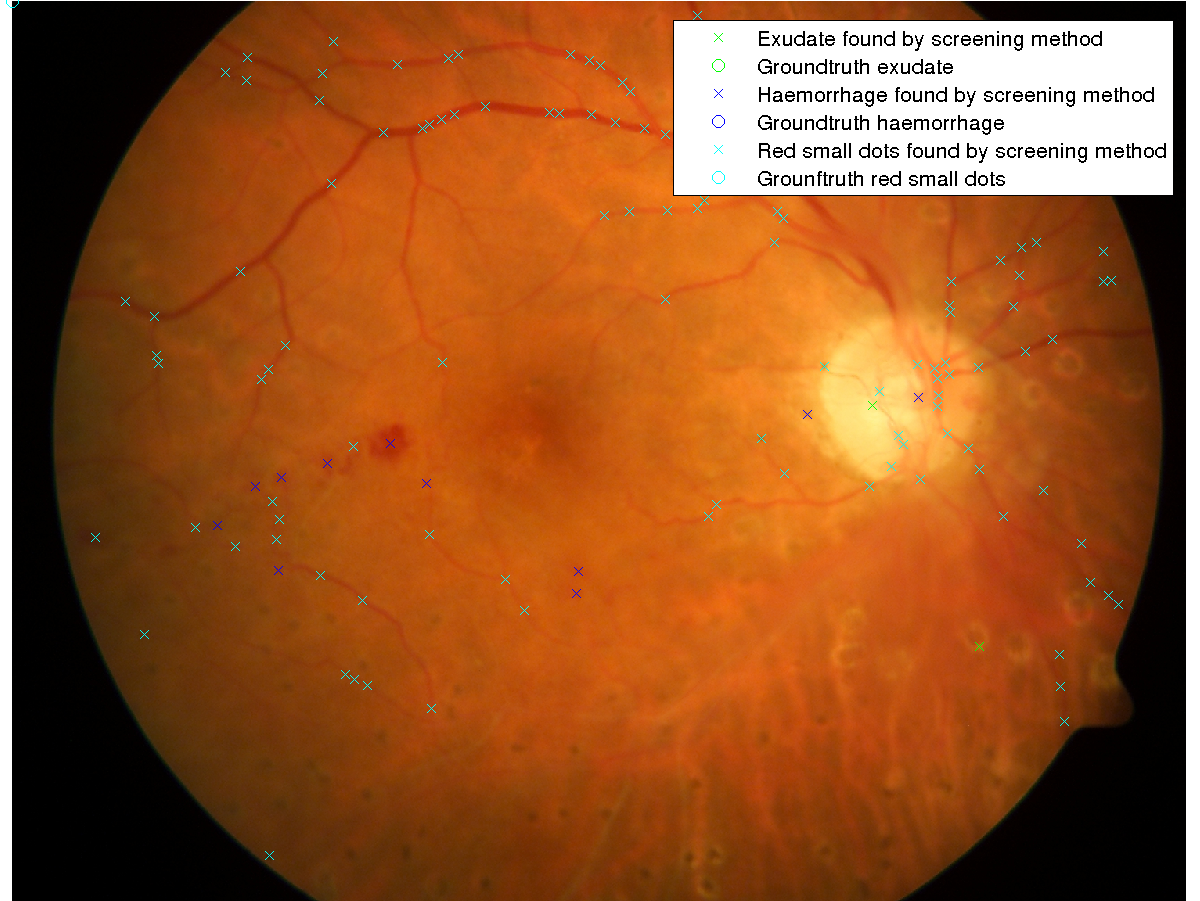 Exudate found by screening method
Groundtruth exudate
Haemorrhage found by screening method
Groundtruth haemorrhage
Red small dots found by screening method
Grounftruth red small dots